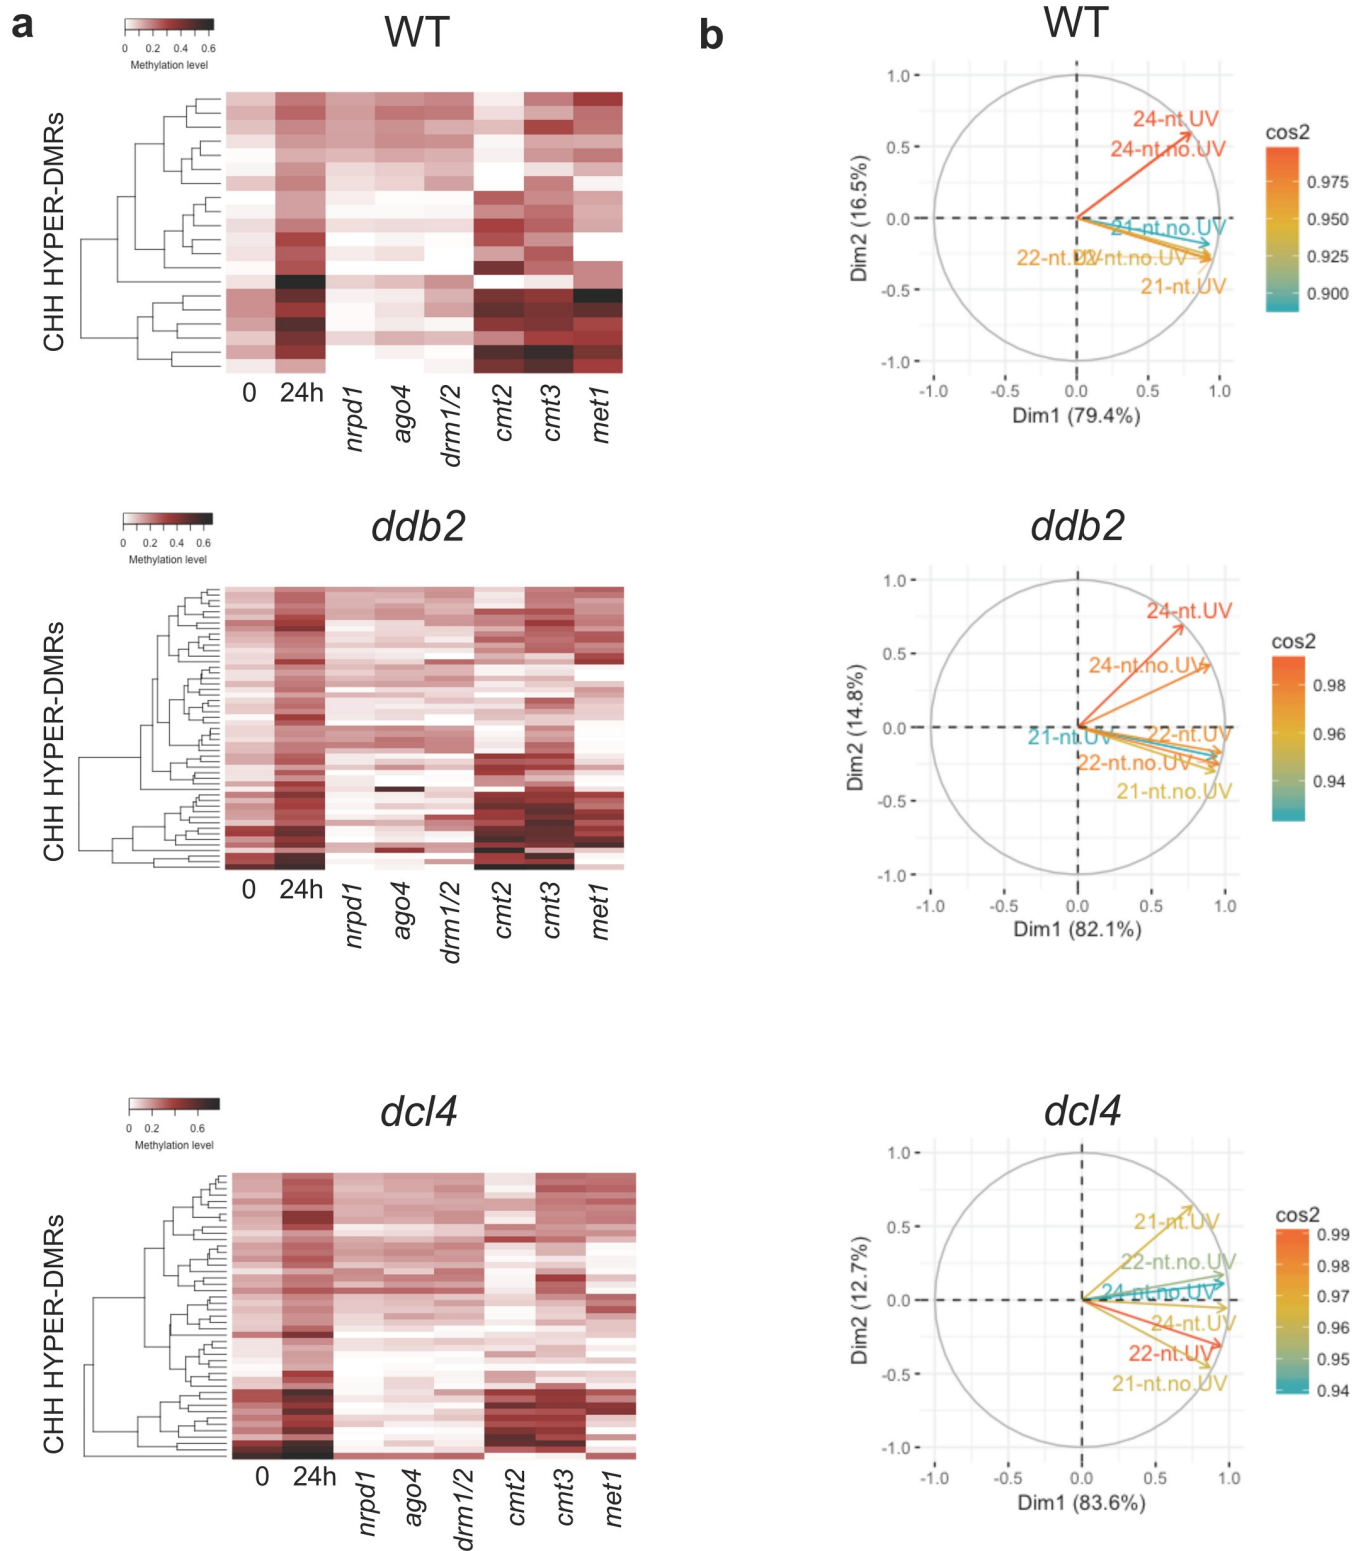 a
WT
0 0.2 0.4 0.6
Methylation level
CHH HYPER-DMRs
0 24h nrpd1 ago4 drm1/2 cmt2 cmt3 met1
b
WT
1.0
0.5
0.0
-0.5
-1.0
Dim2 (16.5%)
24-nt.UV
24-nt.no.UV
21-nt.no.UV
22-nt.UV
22-nt.no.UV
21-nt.UV
-1.0 -0.5 0.0 0.5 1.0
Dim1 (79.4%)
cos2
0.975
0.950
0.925
0.900
ddb2
0 0.2 0.4 0.6
Methylation level
CHH HYPER-DMRs
0 24h nrpd1 ago4 drm1/2 cmt2 cmt3 met1
ddb2
1.0
0.5
0.0
-0.5
-1.0
Dim2 (14.8%)
24-nt.UV
24-nt.no.UV
21-nt.UV
22-nt.UV
22-nt.no.UV
21-nt.no.UV
-1.0 -0.5 0.0 0.5 1.0
Dim1 (82.1%)
cos2
0.98
0.96
0.94
dcl4
0 0.2 0.6
Methylation level
CHH HYPER-DMRs
0 24h nrpd1 ago4 drm1/2 cmt2 cmt3 met1
dcl4
1.0
0.5
0.0
-0.5
-1.0
Dim2 (12.7%)
21-nt.UV
22-nt.no.UV
24-nt.no.UV
24-nt.UV
22-nt.UV
21-nt.no.UV
-1.0 -0.5 0.0 0.5 1.0
Dim1 (83.6%)
cos2
0.99
0.98
0.97
0.96
0.95
0.94